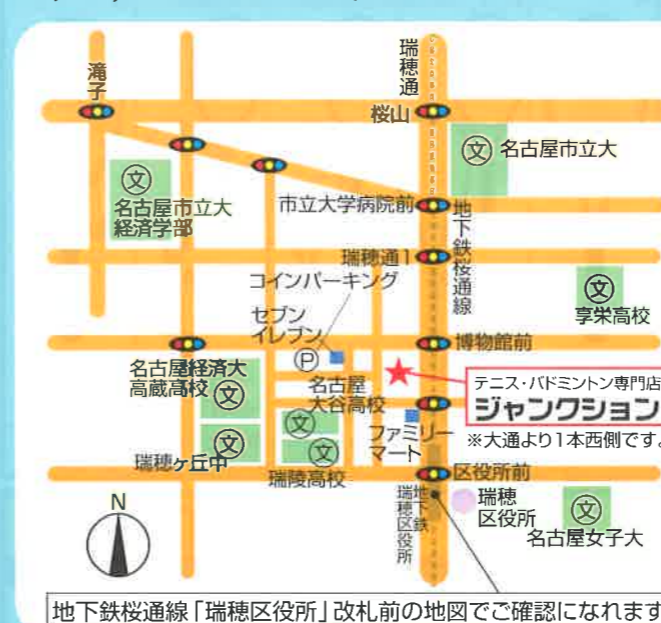 瑞穂通
滝子
桜山
文 名古屋市立大
文
名古屋市立大
経済学部
市立大学病院前
地下鉄桜通線
瑞穂通1
コインパーキング
文
享栄高校
セブン
イレブン
P
博物館前
名古屋経済大
高蔵高校
文
名古屋
大谷高校
文
テニス・バドミントン専門店
ジャンクション
※大通より1本西側です。
ファミリー
マート
文
瑞穂ヶ丘中
文
瑞陵高校
区役所前
地下鉄
瑞穂区役所
瑞穂
区役所
文
名古屋女子大
N
地下鉄桜通線「瑞穂区役所」改札前の地図でご確認になれます